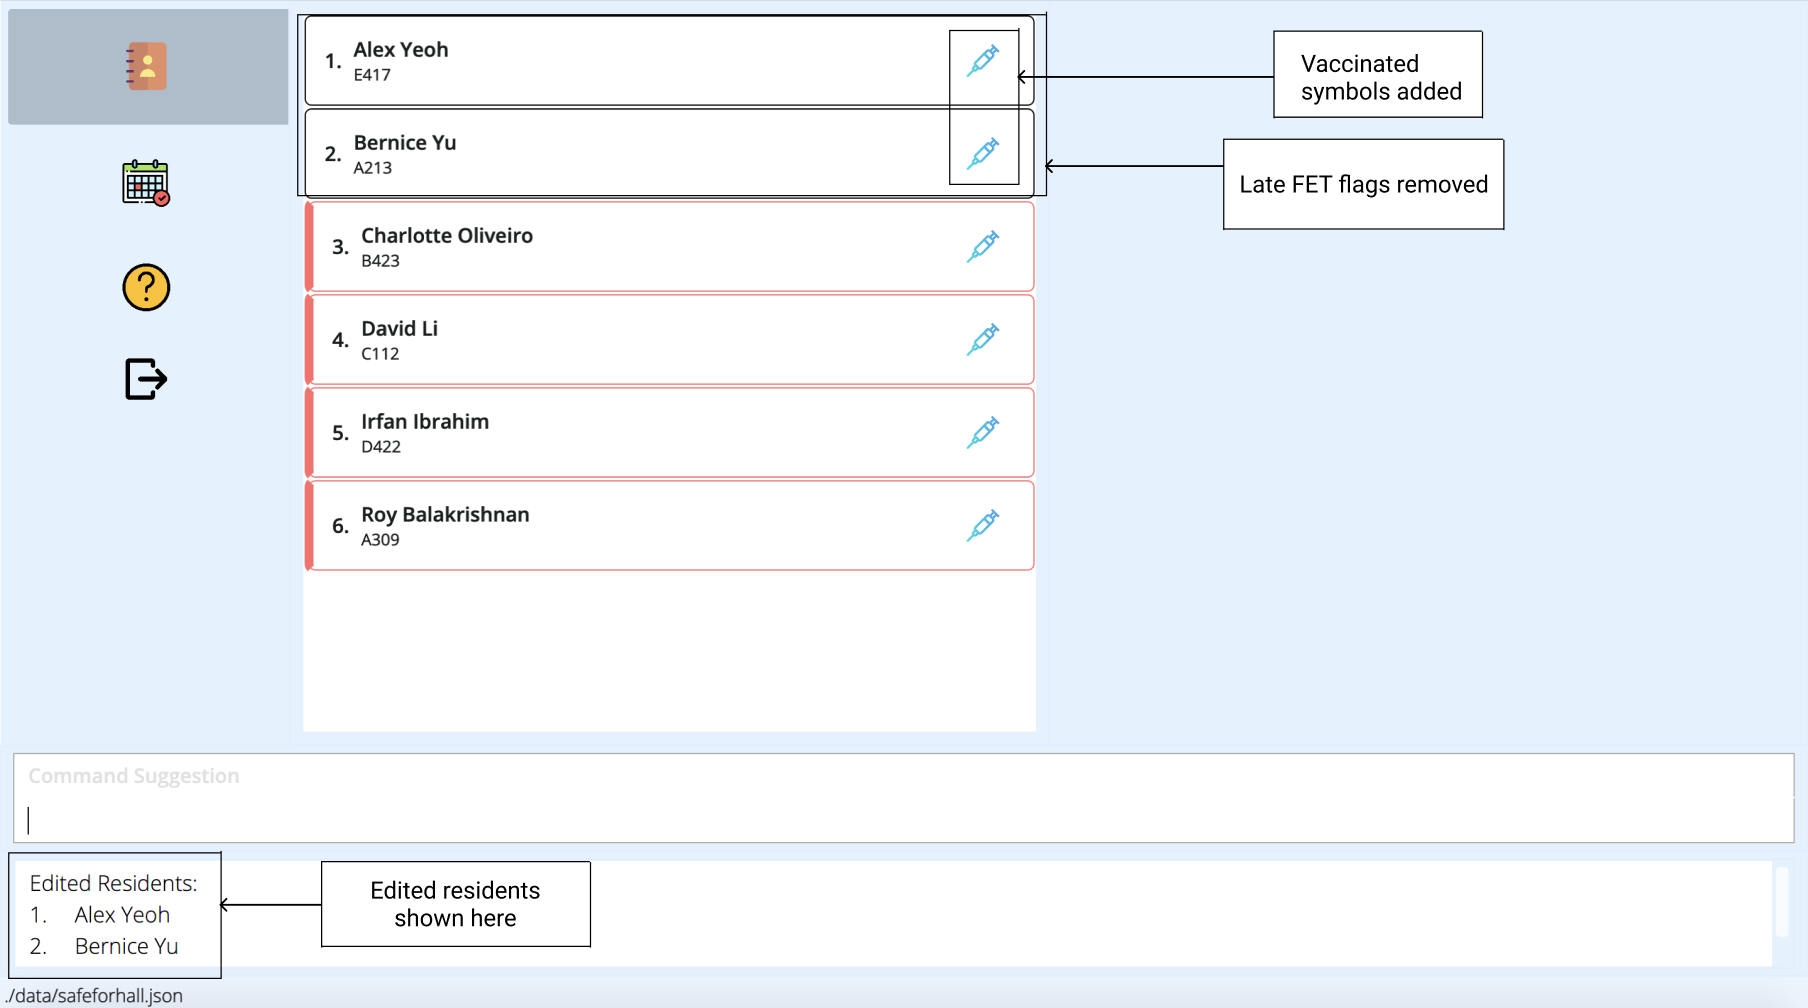 1. Alex Yeoh
E417
2. Bernice Yu
A213
3. Charlotte Oliveiro
B423
4. David Li
C112
5. Irfan Ibrahim
D422
6. Roy Balakrishnan
A309
Vaccinated
symbols added
Late FET flags removed
Command Suggestion
Edited Residents:
1. Alex Yeoh
2. Bernice Yu
Edited residents
shown here
./data/safeforhall.json